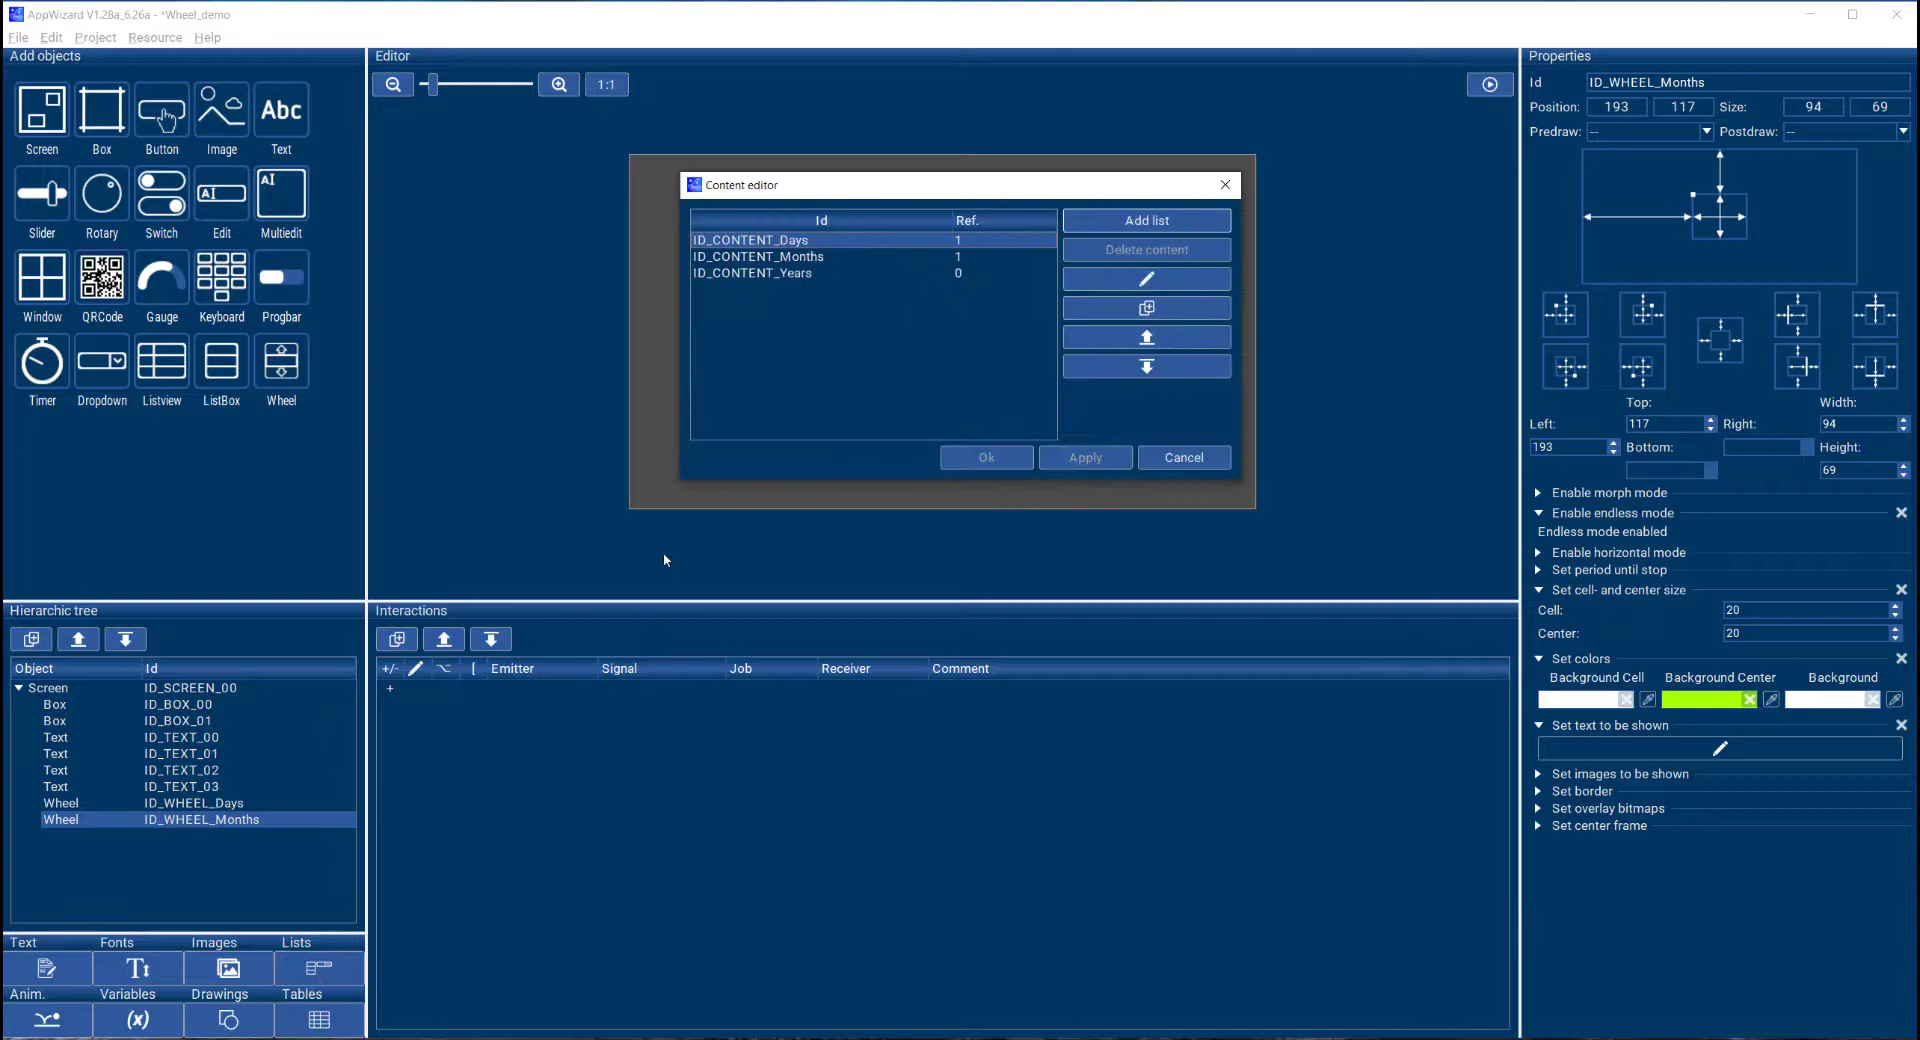 AppWizard V1.28a_6.26a - *Wheel_demo
File Edit Project Resource Help
Add objects
Screen Box Button Image Abc Text
Slider Rotary Switch AI Edit AI Multiedit
Window QRCode Gauge Keyboard Progbar
Timer Dropdown Listview ListBox Wheel
Editor
1:1
Content editor
Id Ref.
ID_CONTENT_Days 1
ID_CONTENT_Months 1
ID_CONTENT_Years 0
Add list
Delete content
Ok Apply Cancel
Properties
Id ID_WHEEL_Months
Position: 193 117 Size: 94 69
Predraw: -- Postdraw: --
Top: Width:
Left: 117 Right: 94
193 Bottom: Height:
69
Enable morph mode
Enable endless mode
Endless mode enabled
Enable horizontal mode
Set period until stop
Set cell- and center size
Cell: 20
Center: 20
Set colors
Background Cell Background Center Background
Set text to be shown
Set images to be shown
Set border
Set overlay bitmaps
Set center frame
Hierarchic tree
Object Id
Screen ID_SCREEN_00
Box ID_BOX_00
Box ID_BOX_01
Text ID_TEXT_00
Text ID_TEXT_01
Text ID_TEXT_02
Text ID_TEXT_03
Wheel ID_WHEEL_Days
Wheel ID_WHEEL_Months
Interactions
+/- [ Emitter Signal Job Receiver Comment
+
Text Fonts Images Lists
Anim. Variables Drawings Tables
(x)